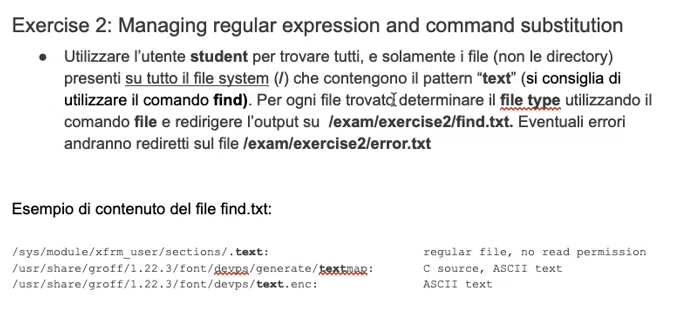 Exercise 2: Managing regular expression and command substitution
● Utilizzare l'utente student per trovare tutti, e solamente i file (non le directory)
presenti su tutto il file system (/) che contengono il pattern “text” (si consiglia di
utilizzare il comando find). Per ogni file trovato determinare il file type utilizzando il
comando file e redirigere l'output su /exam/exercise2/find.txt. Eventuali errori
andranno rediretti sul file /exam/exercise2/error.txt
Esempio di contenuto del file find.txt:
/sys/module/xfrm_user/sections/.text: regular file, no read permission
/usr/share/groff/1.22.3/font/devps/generate/textmap: C source, ASCII text
/usr/share/groff/1.22.3/font/devps/text.enc: ASCII text